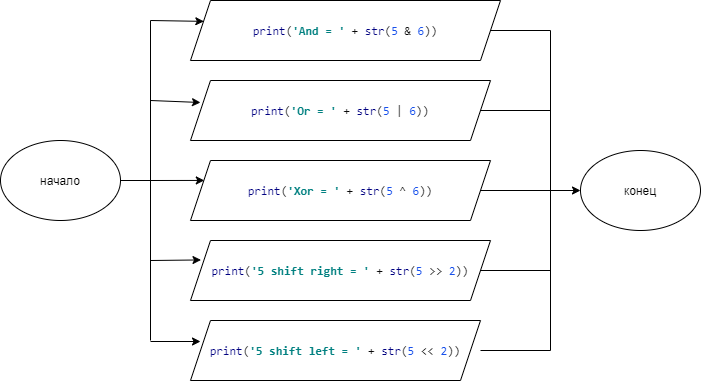 print('And = ' + str(5 & 6))
print('Or = ' + str(5 | 6))
начало
print('Xor = ' + str(5 ^ 6))
конец
print('5 shift right = ' + str(5 >> 2))
print('5 shift left = ' + str(5 << 2))